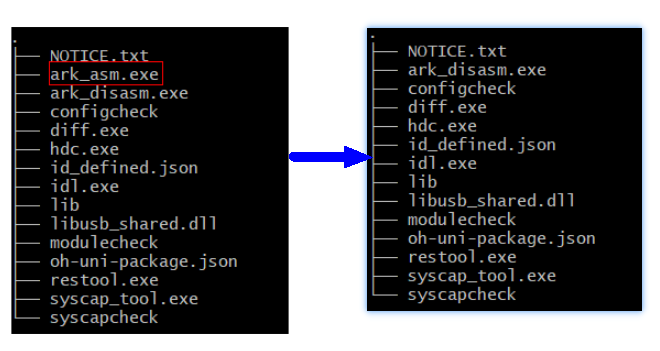 .
├── NOTICE.txt
├── ark_asm.exe
├── ark_disasm.exe
├── configcheck
├── diff.exe
├── hdc.exe
├── id_defined.json
├── idl.exe
├── lib
├── libusb_shared.dll
├── modulecheck
├── oh-uni-package.json
├── restool.exe
├── syscap_tool.exe
└── syscapcheck
.
├── NOTICE.txt
├── ark_disasm.exe
├── configcheck
├── diff.exe
├── hdc.exe
├── id_defined.json
├── idl.exe
├── lib
├── libusb_shared.dll
├── modulecheck
├── oh-uni-package.json
├── restool.exe
├── syscap_tool.exe
└── syscapcheck